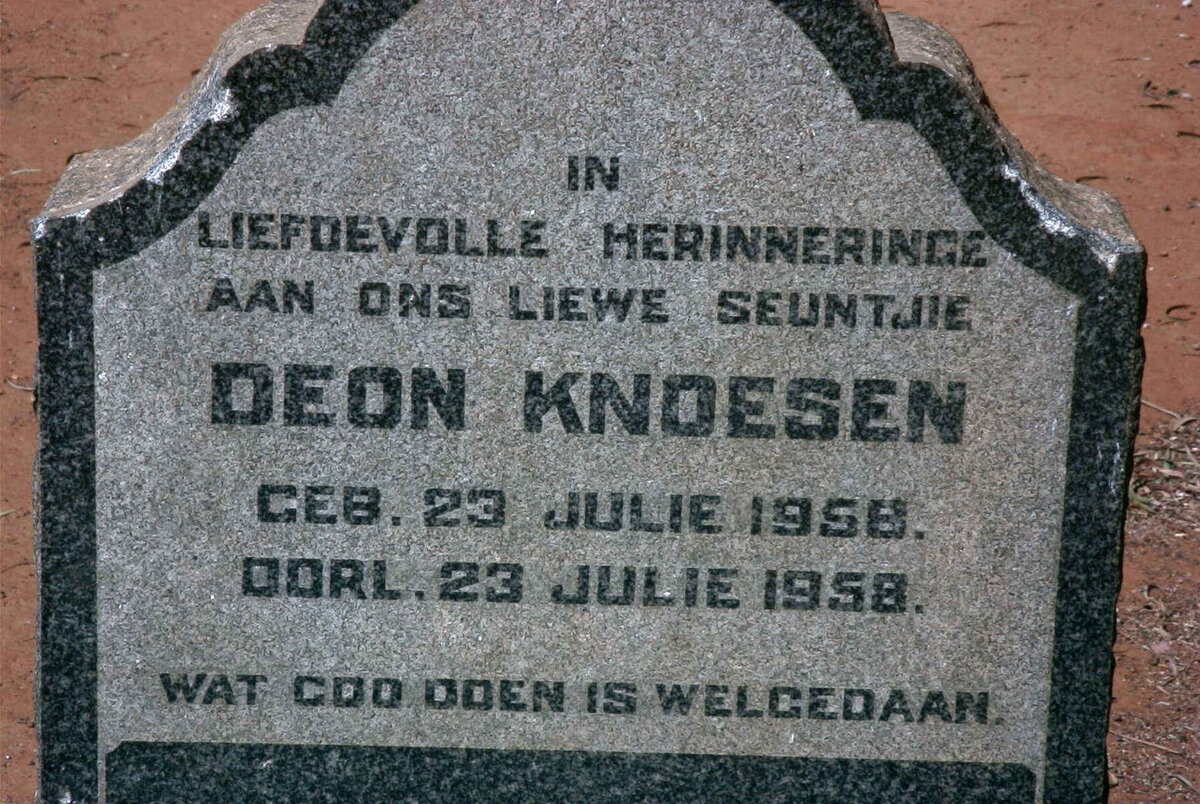 IN
LIEFDEVOLLE HERINNERINGE
AAN ONS LIEWE SEUNTJIE
DEON KNOESEN
GEB. 23 JULIE 1958.
OORL. 23 JULIE 1958.
WAT GOD DOEN IS WELGEDAAN.